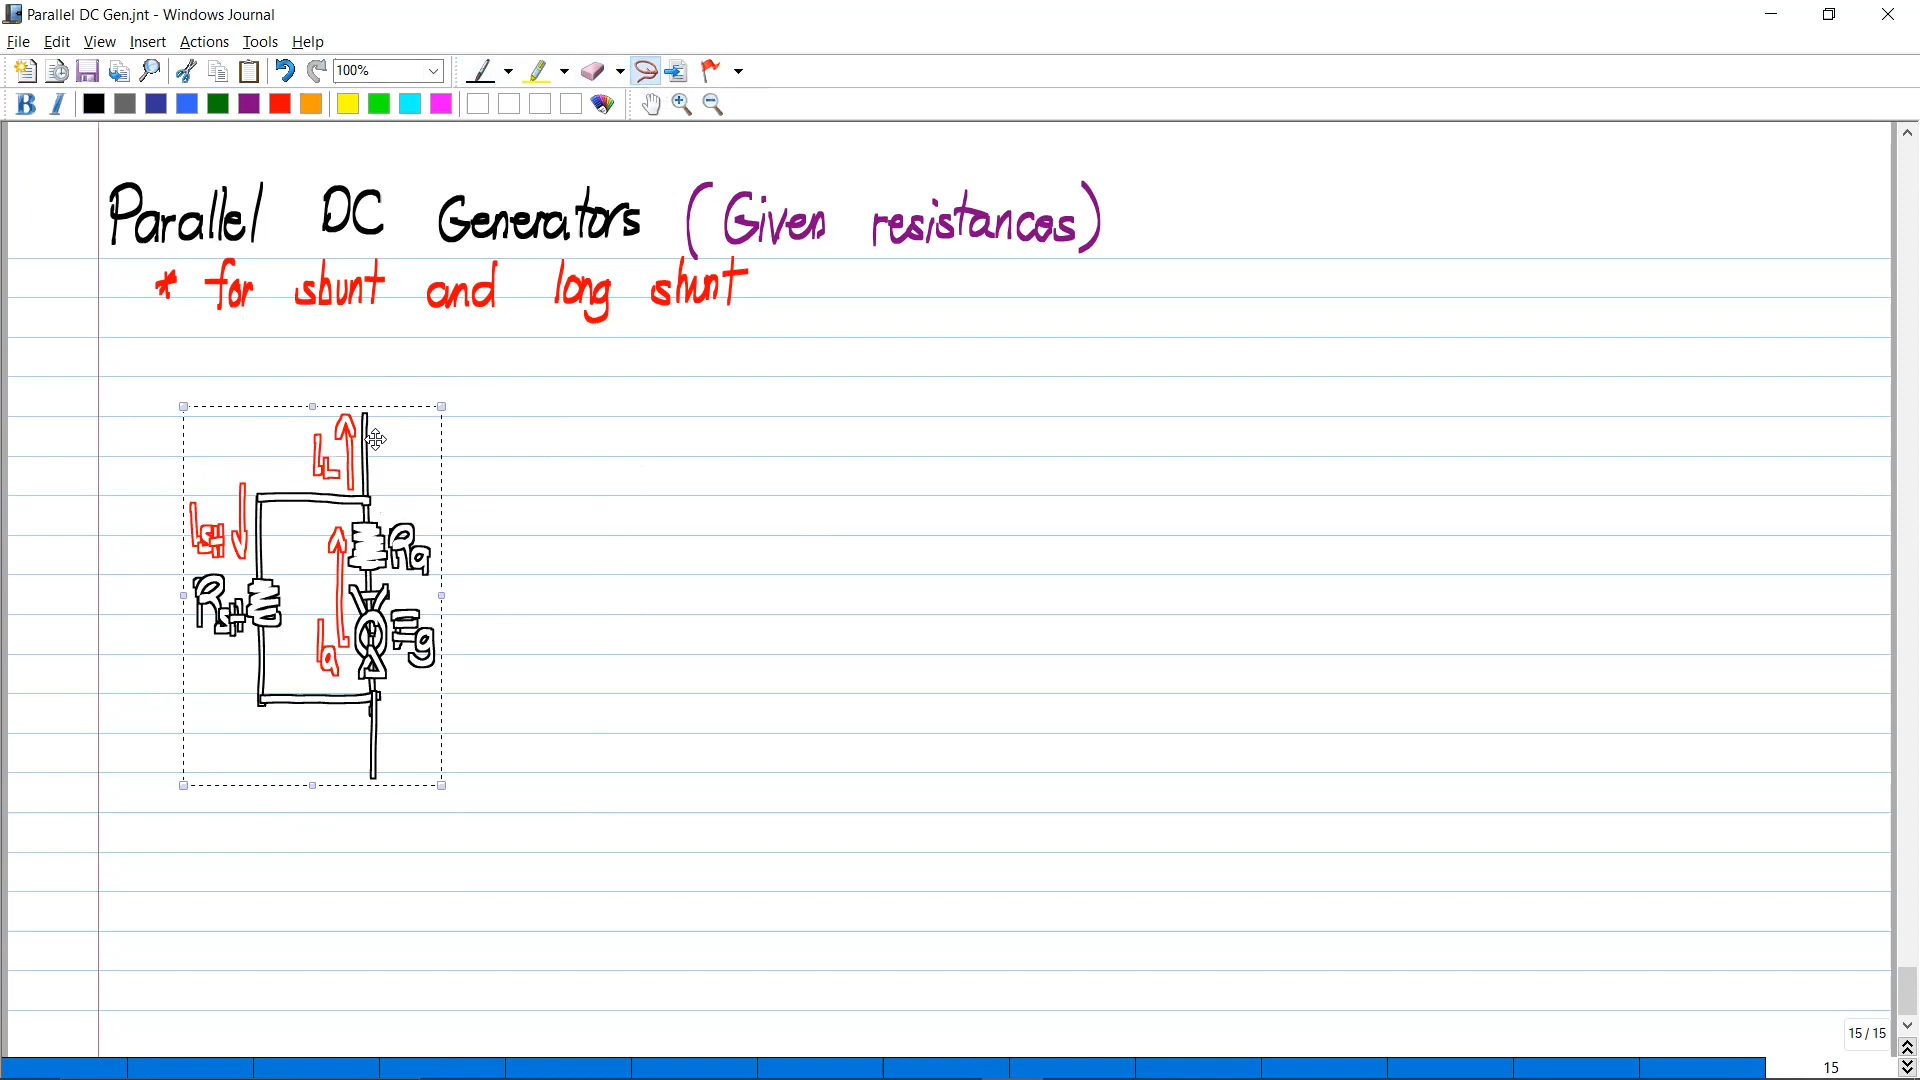 Parallel DC Gen.jnt - Windows Journal
File Edit View Insert Actions Tools Help
100%
B I
Parallel DC Generators (Given resistances)
* for shunt and long shunt
IL
ISH
Ra
RSH
Eg
Ia
15 / 15
15